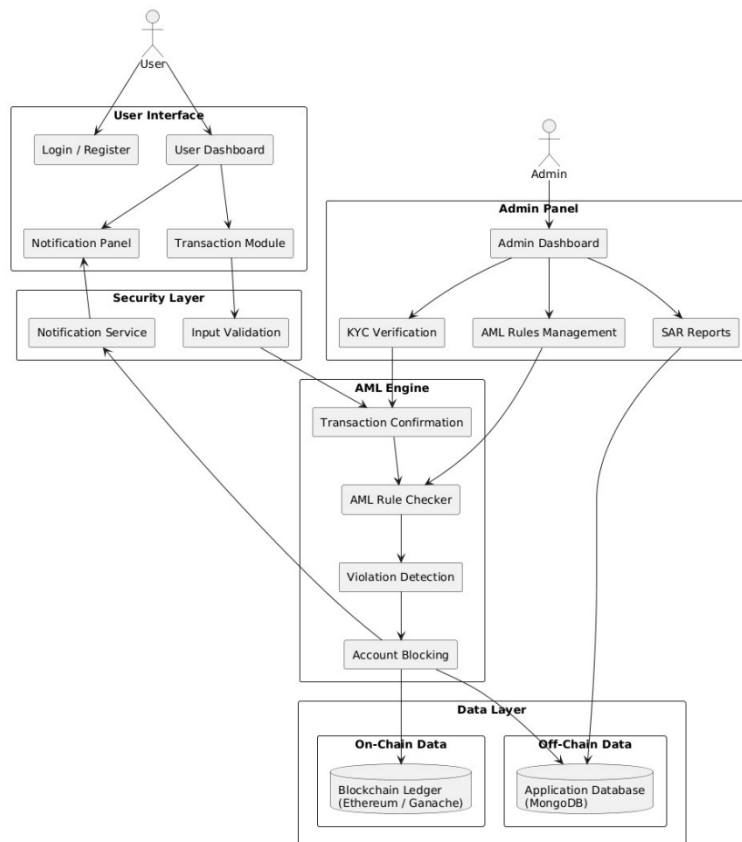 User
User Interface
Login / Register
User Dashboard
Admin
Admin Panel
Notification Panel
Transaction Module
Admin Dashboard
Security Layer
Notification Service
Input Validation
KYC Verification
AML Rules Management
SAR Reports
AML Engine
Transaction Confirmation
AML Rule Checker
Violation Detection
Account Blocking
Data Layer
On-Chain Data
Off-Chain Data
Blockchain Ledger
(Ethereum / Ganache)
Application Database
(MongoDB)